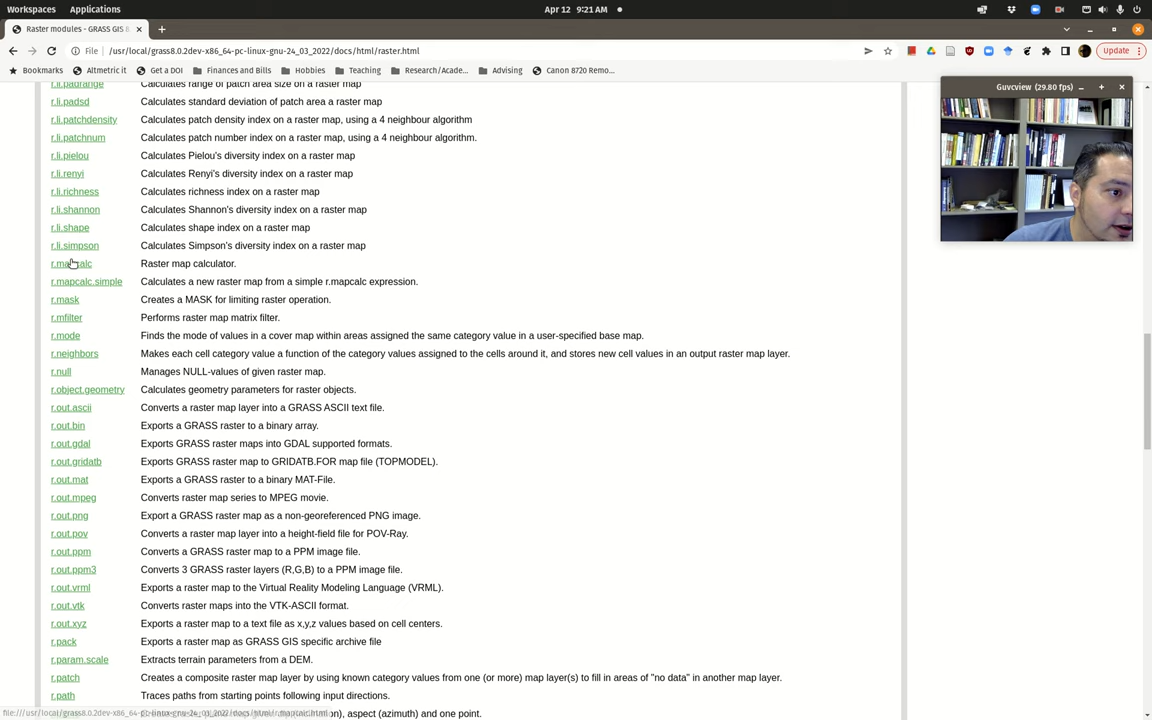 Workspaces Applications Apr 12 9:21 AM
Raster modules - GRASS GIS 8
File /usr/local/grass8.0.2dev-x86_64-pc-linux-gnu-24_03_2022/docs/html/raster.html Update
Bookmarks Altmetric it Get a DOI Finances and Bills Hobbies Teaching Research/Acade... Advising Canon 8720 Remo...
Guvcview (29.80 fps)
r.li.padrange Calculates range of patch area size on a raster map
r.li.padsd Calculates standard deviation of patch area a raster map
r.li.patchdensity Calculates patch density index on a raster map, using a 4 neighbour algorithm
r.li.patchnum Calculates patch number index on a raster map, using a 4 neighbour algorithm.
r.li.pielou Calculates Pielou's diversity index on a raster map
r.li.renyi Calculates Renyi's diversity index on a raster map
r.li.richness Calculates richness index on a raster map
r.li.shannon Calculates Shannon's diversity index on a raster map
r.li.shape Calculates shape index on a raster map
r.li.simpson Calculates Simpson's diversity index on a raster map
r.mapcalc Raster map calculator.
r.mapcalc.simple Calculates a new raster map from a simple r.mapcalc expression.
r.mask Creates a MASK for limiting raster operation.
r.mfilter Performs raster map matrix filter.
r.mode Finds the mode of values in a cover map within areas assigned the same category value in a user-specified base map.
r.neighbors Makes each cell category value a function of the category values assigned to the cells around it, and stores new cell values in an output raster map layer.
r.null Manages NULL-values of given raster map.
r.object.geometry Calculates geometry parameters for raster objects.
r.out.ascii Converts a raster map layer into a GRASS ASCII text file.
r.out.bin Exports a GRASS raster to a binary array.
r.out.gdal Exports GRASS raster maps into GDAL supported formats.
r.out.gridatb Exports GRASS raster map to GRIDATB.FOR map file (TOPMODEL).
r.out.mat Exports a GRASS raster to a binary MAT-File.
r.out.mpeg Converts raster map series to MPEG movie.
r.out.png Export a GRASS raster map as a non-georeferenced PNG image.
r.out.pov Converts a raster map layer into a height-field file for POV-Ray.
r.out.ppm Converts a GRASS raster map to a PPM image file.
r.out.ppm3 Converts 3 GRASS raster layers (R,G,B) to a PPM image file.
r.out.vrml Exports a raster map to the Virtual Reality Modeling Language (VRML).
r.out.vtk Converts raster maps into the VTK-ASCII format.
r.out.xyz Exports a raster map to a text file as x,y,z values based on cell centers.
r.pack Exports a raster map as GRASS GIS specific archive file
r.param.scale Extracts terrain parameters from a DEM.
r.patch Creates a composite raster map layer by using known category values from one (or more) map layer(s) to fill in areas of "no data" in another map layer.
r.path Traces paths from starting points following input directions.
file:///usr/local/grass8.0.2dev-x86_64-pc-linux-gnu-24_03_2022/docs/html/r.mapcalc.html on), aspect (azimuth) and one point.